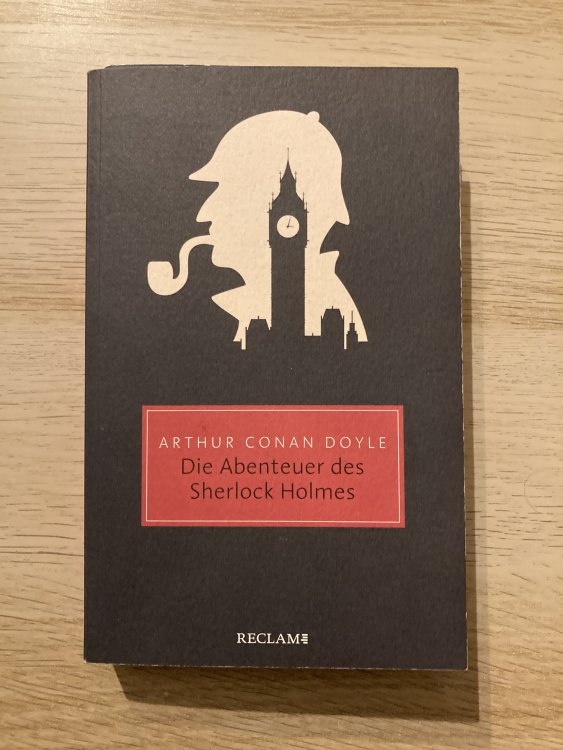 ARTHUR CONAN DOYLE
Die Abenteuer des
Sherlock Holmes
RECLAM